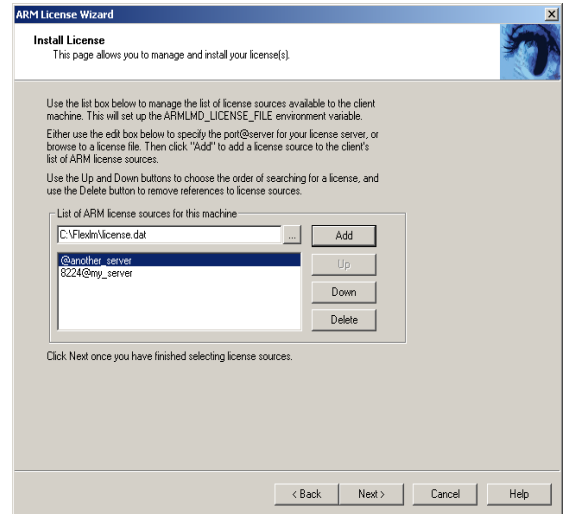 ARM License Wizard
Install License
This page allows you to manage and install your license(s).
Use the list box below to manage the list of license sources available to the client
machine. This will set up the ARMLMD_LICENSE_FILE environment variable.
Either use the edit box below to specify the port@server for your license server, or
browse to a license file. Then click "Add" to add a license source to the client's
list of ARM license sources.
Use the Up and Down buttons to choose the order of searching for a license, and
use the Delete button to remove references to license sources.
List of ARM license sources for this machine
C:\Flexlm\license.dat
...
Add
@another_server
8224@my_server
Up
Down
Delete
Click Next once you have finished selecting license sources.
< Back
Next >
Cancel
Help